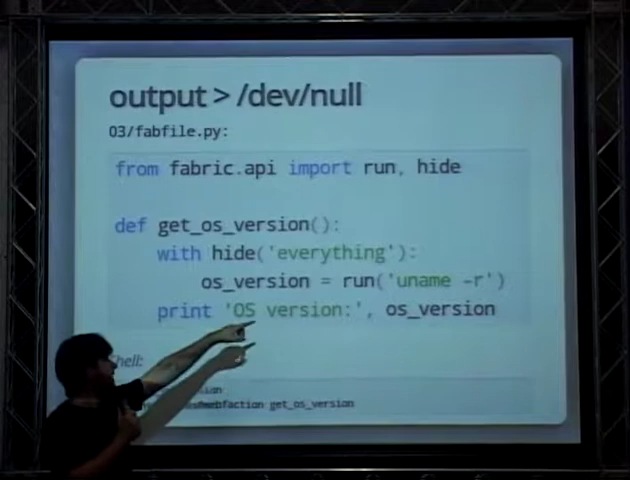 output > /dev/null
03/fabfile.py:
from fabric.api import run, hide
def get_os_version():
with hide('everything'):
os_version = run('uname -r')
print 'OS version:', os_version
Shell:
get_os_version